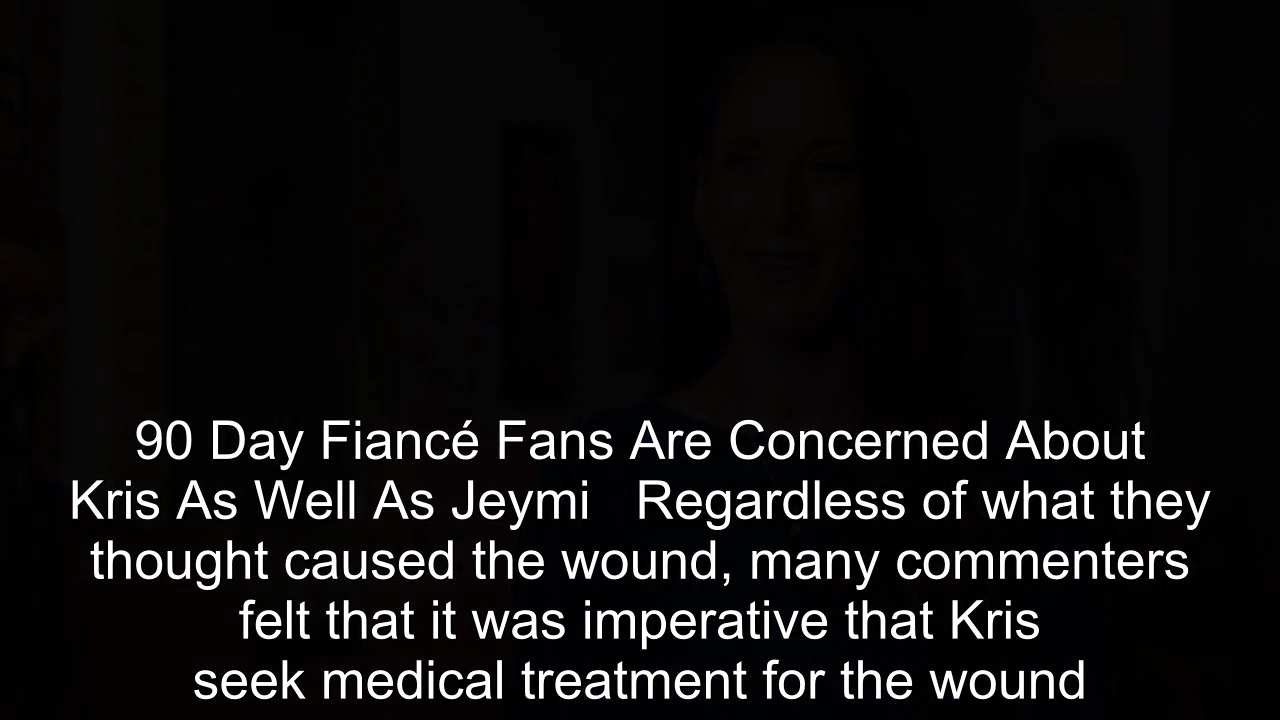 90 Day Fiancé Fans Are Concerned About
Kris As Well As Jeymi   Regardless of what they
thought caused the wound, many commenters
felt that it was imperative that Kris
seek medical treatment for the wound